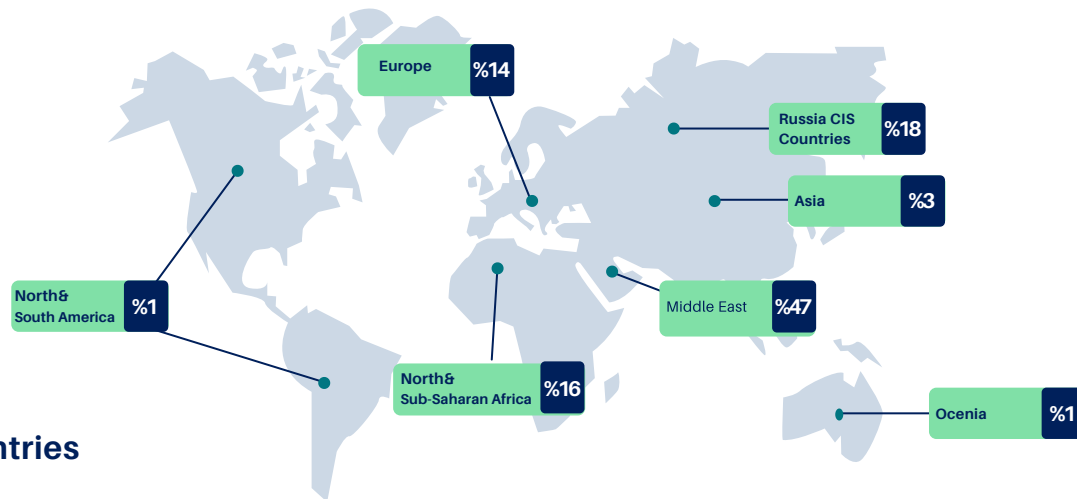 Europe
%14
Russia CIS
Countries
%18
Asia
%3
North&
South America
%1
Middle East
%47
North&
Sub-Saharan Africa
%16
Ocenia
%1
ntries